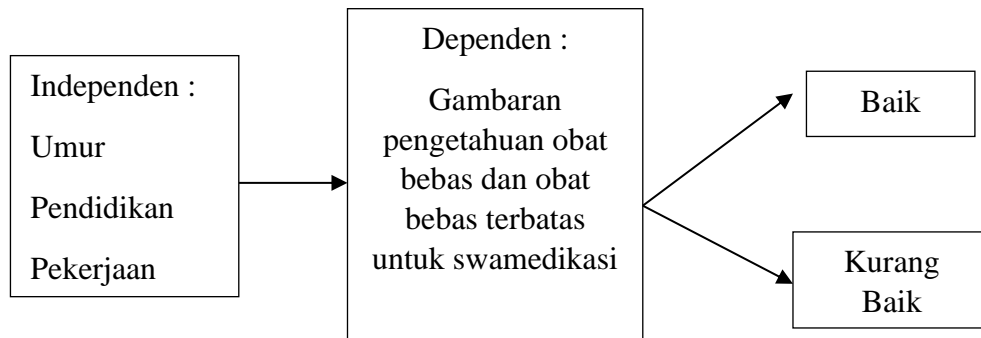 Independen :
Umur
Pendidikan
Pekerjaan
Dependen :
Gambaran
pengetahuan obat
bebas dan obat
bebas terbatas
untuk swamedikasi
Baik
Kurang
Baik